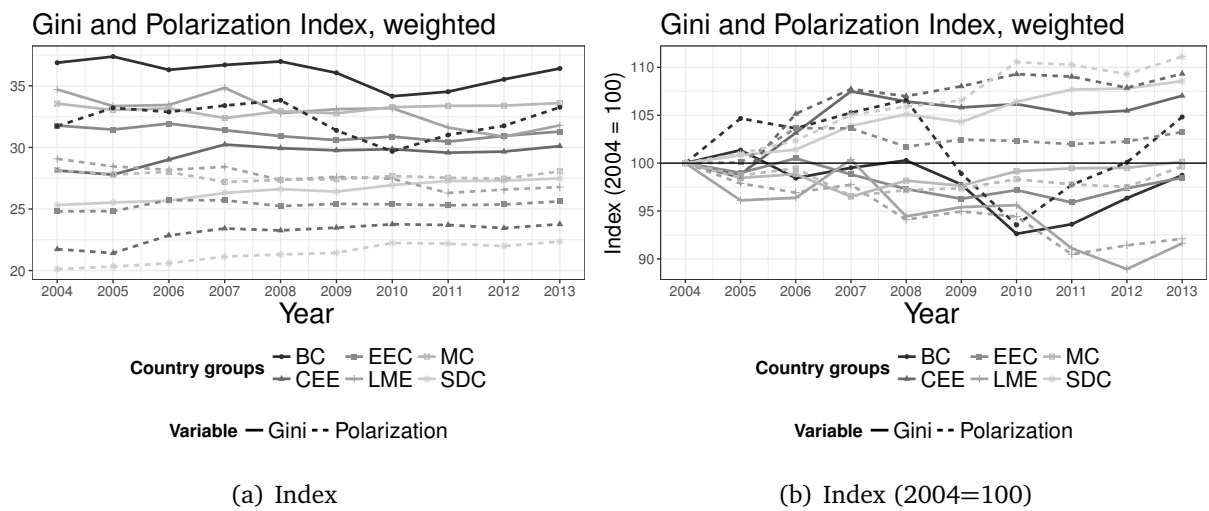 Gini and Polarization Index, weighted
35
30
25
20
2004 2005 2006 2007 2008 2009 2010 2011 2012 2013
Year
Country groups BC EEC MC
CEE LME SDC
Variable Gini Polarization
(a) Index
Gini and Polarization Index, weighted
Index (2004 = 100)
110
105
100
95
90
2004 2005 2006 2007 2008 2009 2010 2011 2012 2013
Year
Country groups BC EEC MC
CEE LME SDC
Variable Gini Polarization
(b) Index (2004=100)